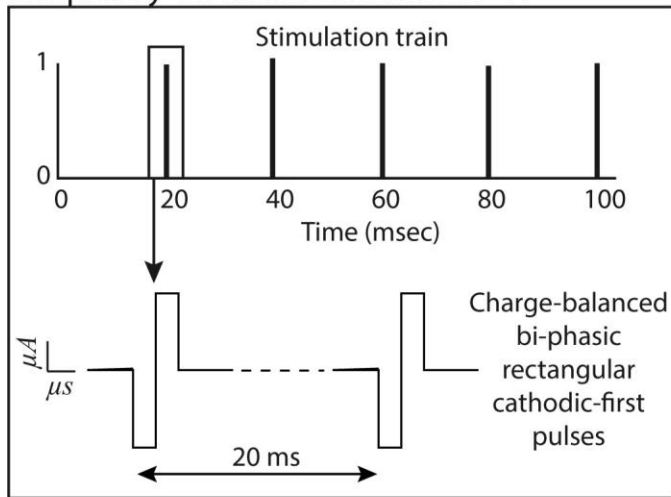 Stimulation train
1
0
0 20 40 60 80 100
Time (msec)
μA
μs
Charge-balanced
bi-phasic
rectangular
cathodic-first
pulses
20 ms